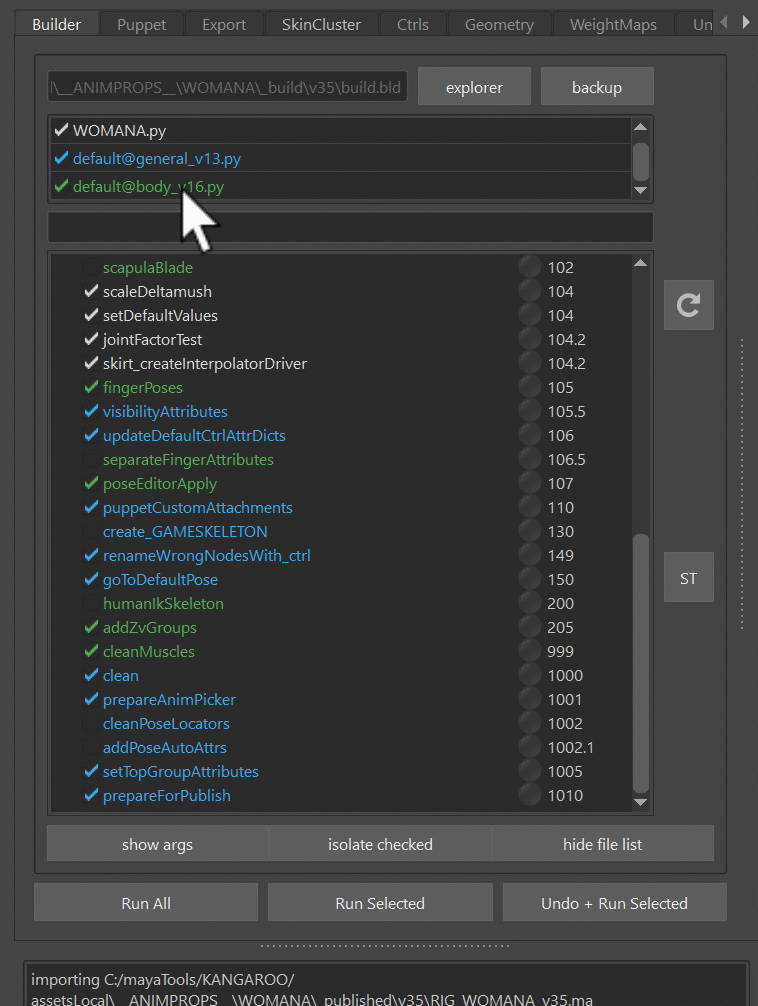 Builder Puppet Export SkinCluster Ctrls Geometry WeightMaps Un
\__ANIMPROPS__\WOMANA\_build\v35\build.bld explorer backup
WOMANA.py
default@general_v13.py
default@body_v16.py
scapulaBlade 102
scaleDeltamush 104
setDefaultValues 104
jointFactorTest 104.2
skirt_createInterpolatorDriver 104.2
fingerPoses 105
visibilityAttributes 105.5
updateDefaultCtrlAttrDicts 106
separateFingerAttributes 106.5
poseEditorApply 107
puppetCustomAttachments 110
create_GAMESKELETON 130
renameWrongNodesWith_ctrl 149
goToDefaultPose 150
ST
humanIkSkeleton 200
addZvGroups 205
cleanMuscles 999
clean 1000
prepareAnimPicker 1001
cleanPoseLocators 1002
addPoseAutoAttrs 1002.1
setTopGroupAttributes 1005
prepareForPublish 1010
show args isolate checked hide file list
Run All Run Selected Undo + Run Selected
importing C:/mayaTools/KANGAROO/
assetsLocal\__ANIMPROPS__\WOMANA\_published\v35\RIG_WOMANA_v35.ma